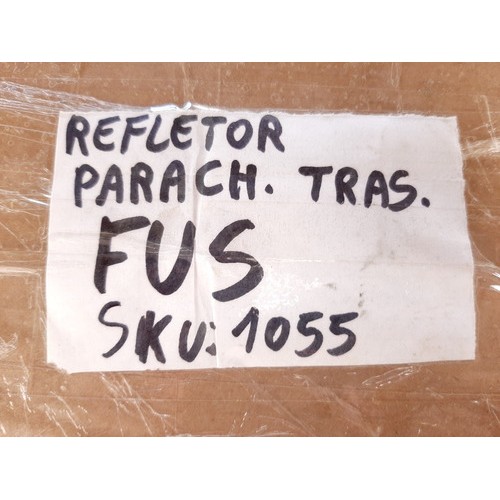 REFLETOR
PARACH. TRAS.
FUS
SKU:1055